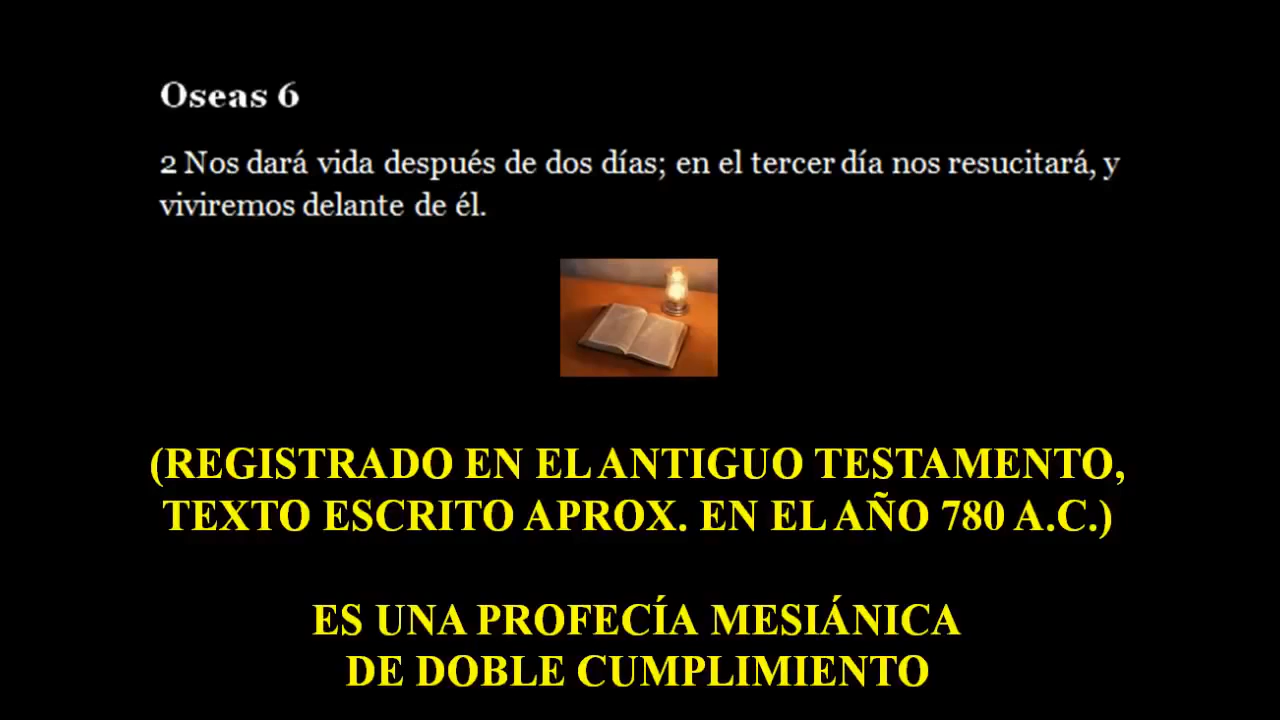 Oseas 6
2 Nos dará vida después de dos días; en el tercer día nos resucitará, y
viviremos delante de él.
(REGISTRADO EN EL ANTIGUO TESTAMENTO,
TEXTO ESCRITO APROX. EN EL AÑO 780 A.C.)
ES UNA PROFECÍA MESIÁNICA
DE DOBLE CUMPLIMIENTO